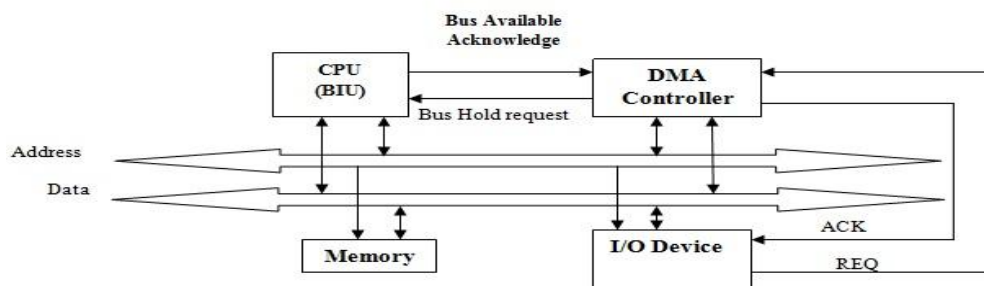 Bus Available
Acknowledge
CPU
(BIU)
DMA
Controller
Bus Hold request
Address
Data
ACK
Memory
I/O Device
REQ